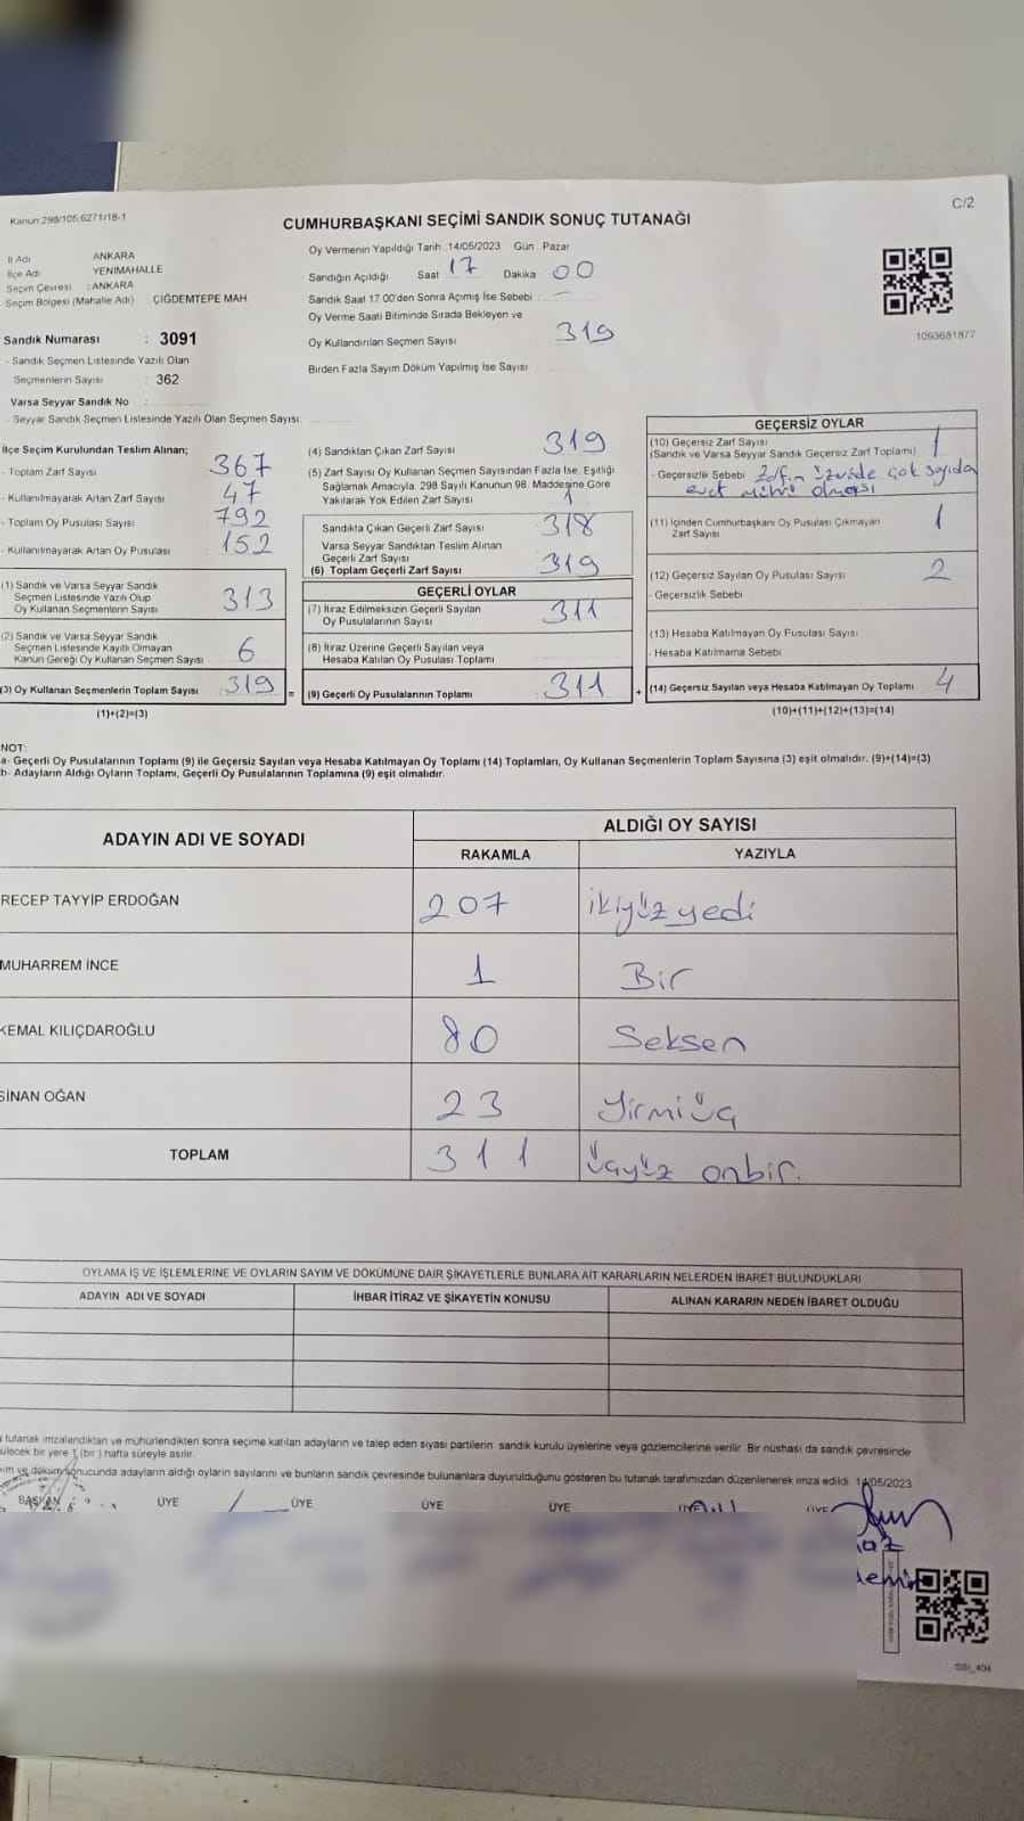 Kanun:298/105,6271/18-1
C/2
CUMHURBAŞKANI SEÇİMİ SANDIK SONUÇ TUTANAĞI
İl Adı ANKARA
İlçe Adı YENİMAHALLE
Seçim Çevresi : ANKARA
Seçim Bölgesi (Mahalle Adı) ÇİĞDEMTEPE MAH
Oy Vermenin Yapıldığı Tarih :14/05/2023 Gün : Pazar
Sandığın Açıldığı Saat 17 Dakika 00
Sandık Saat 17:00'den Sonra Açımış İse Sebebi : -
Oy Verme Saati Bitiminde Sırada Bekleyen ve
Oy Kullandırılan Seçmen Sayısı 319
Birden Fazla Sayım Döküm Yapılmış İse Sayısı
1093681877
Sandık Numarası : 3091
- Sandık Seçmen Listesinde Yazılı Olan
Seçmenlerin Sayısı : 362
Varsa Seyyar Sandık No :
- Seyyar Sandık Seçmen Listesinde Yazılı Olan Seçmen Sayısı:
İlçe Seçim Kurulundan Teslim Alınan;
- Toplam Zarf Sayısı 367
- Kullanılmayarak Artan Zarf Sayısı 47
- Toplam Oy Pusulası Sayısı 792
- Kullanılmayarak Artan Oy Pusulası 152
(1) Sandık ve Varsa Seyyar Sandık
Seçmen Listesinde Yazılı Olup
Oy Kullanan Seçmenlerin Sayısı 313
(2) Sandık ve Varsa Seyyar Sandık
Seçmen Listesinde Kayıtlı Olmayan
Kanun Gereği Oy Kullanan Seçmen Sayısı 6
(3) Oy Kullanan Seçmenlerin Toplam Sayısı 319 =
(1)+(2)=(3)
(4) Sandıktan Çıkan Zarf Sayısı 319
(5) Zarf Sayısı Oy Kullanan Seçmen Sayısından Fazla İse, Eşitliği
Sağlamak Amacıyla, 298 Sayılı Kanunun 98. Maddesine Göre
Yakılarak Yok Edilen Zarf Sayısı 1
Sandıkta Çıkan Geçerli Zarf Sayısı 318
Varsa Seyyar Sandıktan Teslim Alınan
Geçerli Zarf Sayısı
(6) Toplam Geçerli Zarf Sayısı 319
GEÇERLİ OYLAR
(7) İtiraz Edilmeksizin Geçerli Sayılan
Oy Pusulalarının Sayısı 311
(8) İtiraz Üzerine Geçerli Sayılan veya
Hesaba Katılan Oy Pusulası Toplamı
(9) Geçerli Oy Pusulalarının Toplamı 311 +
GEÇERSİZ OYLAR
(10) Geçersiz Zarf Sayısı
(Sandık ve Varsa Seyyar Sandık Geçersiz Zarf Toplamı) 1
- Geçersizlik Sebebi Zarfın üzerinde çok sayıda
evet mührü olması
(11) İçinden Cumhurbaşkanı Oy Pusulası Çıkmayan
Zarf Sayısı 1
(12) Geçersiz Sayılan Oy Pusulası Sayısı 2
- Geçersizlik Sebebi
(13) Hesaba Katılmayan Oy Pusulası Sayısı
- Hesaba Katılmama Sebebi
(14) Geçersiz Sayılan veya Hesaba Katılmayan Oy Toplamı 4
(10)+(11)+(12)+(13)=(14)
NOT:
a- Geçerli Oy Pusulalarının Toplamı (9) ile Geçersiz Sayılan veya Hesaba Katılmayan Oy Toplamı (14) Toplamları, Oy Kullanan Seçmenlerin Toplam Sayısına (3) eşit olmalıdır. (9)+(14)=(3)
b- Adayların Aldığı Oyların Toplamı, Geçerli Oy Pusulalarının Toplamına (9) eşit olmalıdır.
ADAYIN ADI VE SOYADI
ALDIĞI OY SAYISI
RAKAMLA YAZIYLA
RECEP TAYYİP ERDOĞAN 207 ikiyüzyedi
MUHARREM İNCE 1 Bir
KEMAL KILIÇDAROĞLU 80 Seksen
SİNAN OĞAN 23 Yirmiüç
TOPLAM 311 üçyüz onbir.
OYLAMA İŞ VE İŞLEMLERİNE VE OYLARIN SAYIM VE DÖKÜMÜNE DAİR ŞİKAYETLERLE BUNLARA AİT KARARLARIN NELERDEN İBARET BULUNDUKLARI
ADAYIN ADI VE SOYADI İHBAR İTİRAZ VE ŞİKAYETİN KONUSU ALINAN KARARIN NEDEN İBARET OLDUĞU
tutanak imzalandıktan ve mühürlendikten sonra seçime katılan adayların ve talep eden siyasi partilerin sandık kurulu üyelerine veya gözlemcilerine verilir. Bir nüshası da sandık çevresinde
bir yere 1 (bir) hafta süreyle asılır.
sonucunda adayların aldığı oyların sayılarını ve bunların sandık çevresinde bulunanlara duyurulduğunu gösteren bu tutanak tarafımızdan düzenlenerek imza edildi. 14/05/2023
BAŞKAN ÜYE ÜYE ÜYE ÜYE ÜYE ÜYE